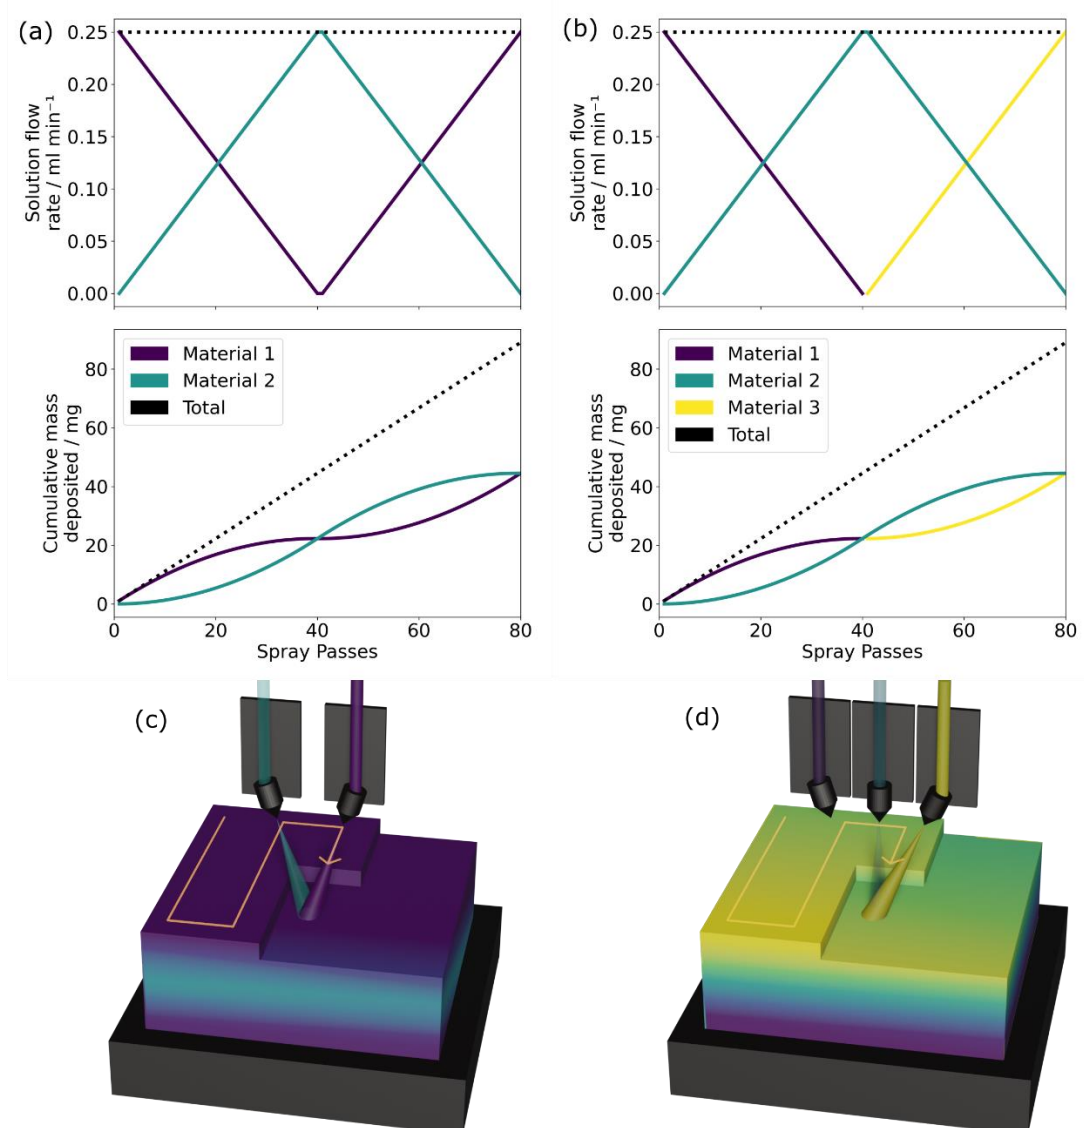 (a)
0.25
0.20
0.15
0.10
0.05
0.00
Solution flow
rate / ml min⁻¹
(b)
0.25
0.20
0.15
0.10
0.05
0.00
Solution flow
rate / ml min⁻¹
80
60
40
20
0
Cumulative mass
deposited / mg
Material 1
Material 2
Total
0 20 40 60 80
Spray Passes
80
60
40
20
0
Cumulative mass
deposited / mg
Material 1
Material 2
Material 3
Total
0 20 40 60 80
Spray Passes
(c)
(d)